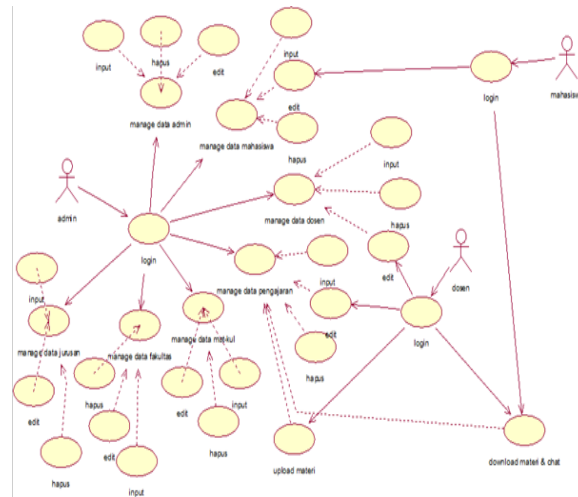 input
hapus
edit
manage data admin
input
edit
manage data mahasiswa
hapus
login
mahasiswa
admin
login
input
hapus
manage data dosen
edit
dosen
input
manage data jurusan
edit
hapus
manage data fakultas
hapus
edit
input
manage data matkul
edit
hapus
input
manage data pengajaran
input
edit
hapus
login
upload materi
download materi & chat